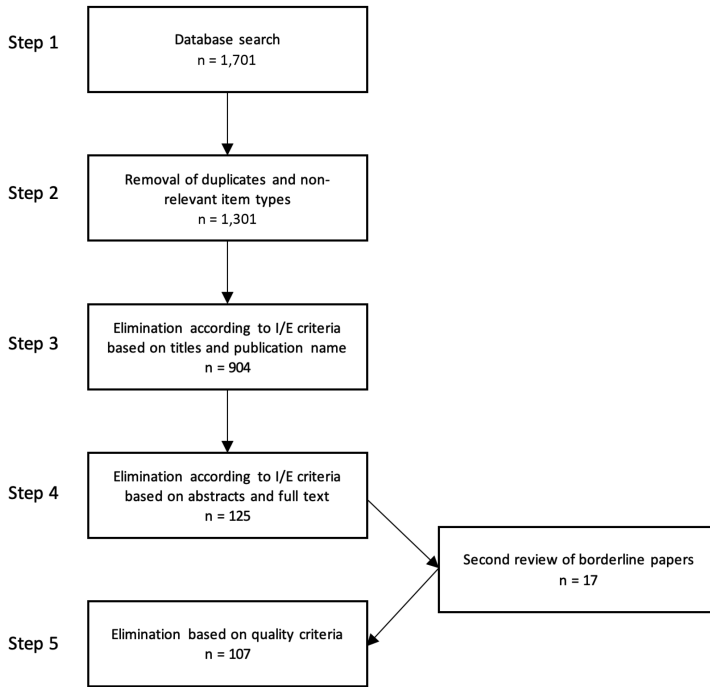 Step 1
Database search
n = 1,701
Step 2
Removal of duplicates and non-
relevant item types
n = 1,301
Step 3
Elimination according to I/E criteria
based on titles and publication name
n = 904
Step 4
Elimination according to I/E criteria
based on abstracts and full text
n = 125
Second review of borderline papers
n = 17
Step 5
Elimination based on quality criteria
n = 107